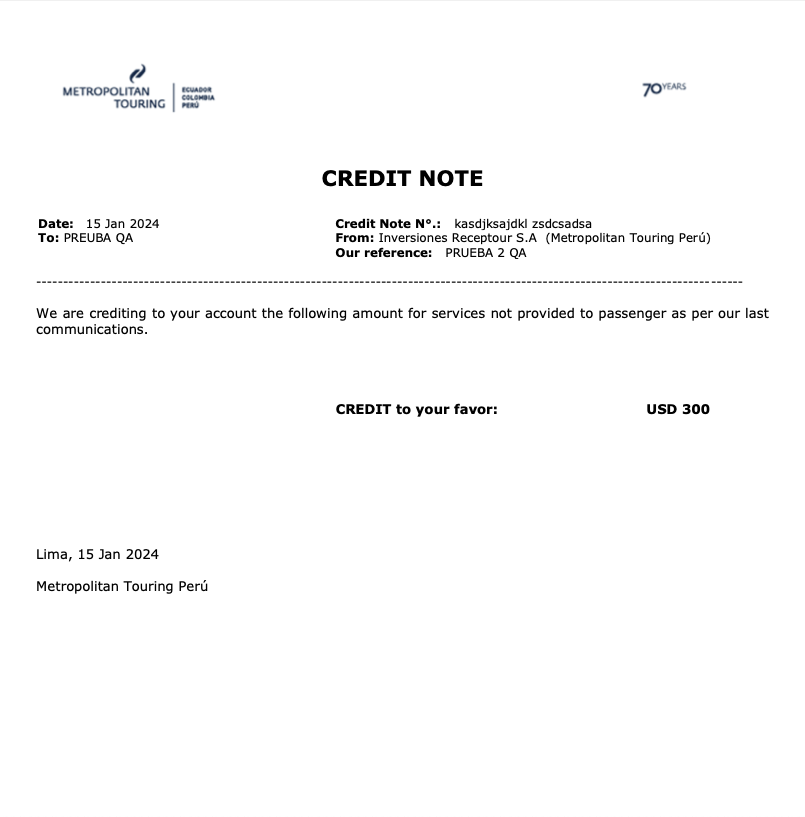 METROPOLITAN
TOURING
ECUADOR
COLOMBIA
PERÚ
70 YEARS
CREDIT NOTE
Date: 15 Jan 2024
To: PREUBA QA
Credit Note N°.: kasdjksajdkl zsdcsadsa
From: Inversiones Receptour S.A (Metropolitan Touring Perú)
Our reference: PRUEBA 2 QA
------------------------------------------------------------------------------------------------------------------------------------
We are crediting to your account the following amount for services not provided to passenger as per our last
communications.
CREDIT to your favor: USD 300
Lima, 15 Jan 2024
Metropolitan Touring Perú